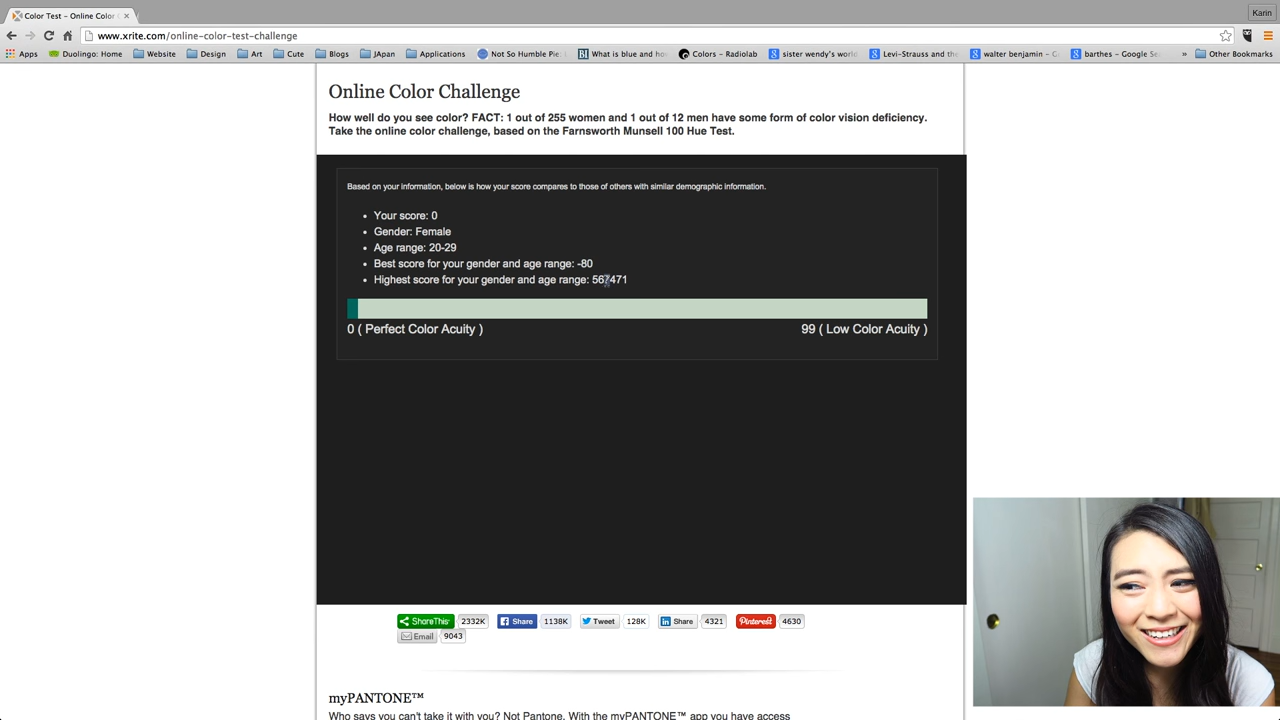 Color Test - Online Color
Karin
www.xrite.com/online-color-test-challenge
Apps Duolingo: Home Website Design Art Cute Blogs JApan Applications Not So Humble Pie: What is blue and ho Colors - Radiolab sister wendy's world Levi-Strauss and the walter benjamin - G barthes - Google Se » Other Bookmarks
Online Color Challenge
How well do you see color? FACT: 1 out of 255 women and 1 out of 12 men have some form of color vision deficiency.
Take the online color challenge, based on the Farnsworth Munsell 100 Hue Test.
Based on your information, below is how your score compares to those of others with similar demographic information.
• Your score: 0
• Gender: Female
• Age range: 20-29
• Best score for your gender and age range: -80
• Highest score for your gender and age range: 567471
0 ( Perfect Color Acuity ) 99 ( Low Color Acuity )
ShareThis 2332K Share 1138K Tweet 128K Share 4321 Pinterest 4630
Email 9043
myPANTONE™
Who says you can't take it with you? Not Pantone. With the myPANTONE™ app you have access